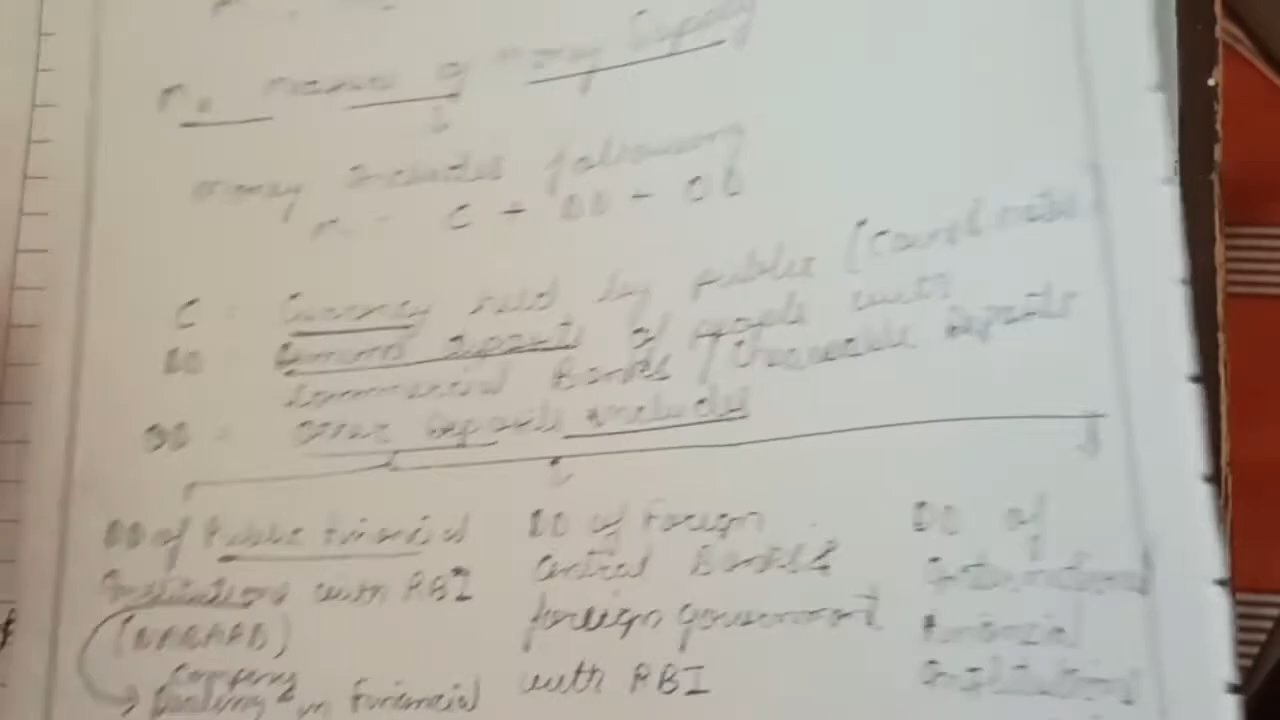 M1 Measure of Money Supply
Money includes following
M = C + DD + OD
C = Currency held by public (Coins & notes)
DD = Demand deposits of people with
Commercial Banks / Chequeable Deposits
OD = Other Deposits includes
DD of Public Financial
Institutions with RBI
(NABARD)
Company
Dealing in Financial
DD of Foreign
Central Banks &
foreign government
with RBI
DD of
International
Financial
Institutions